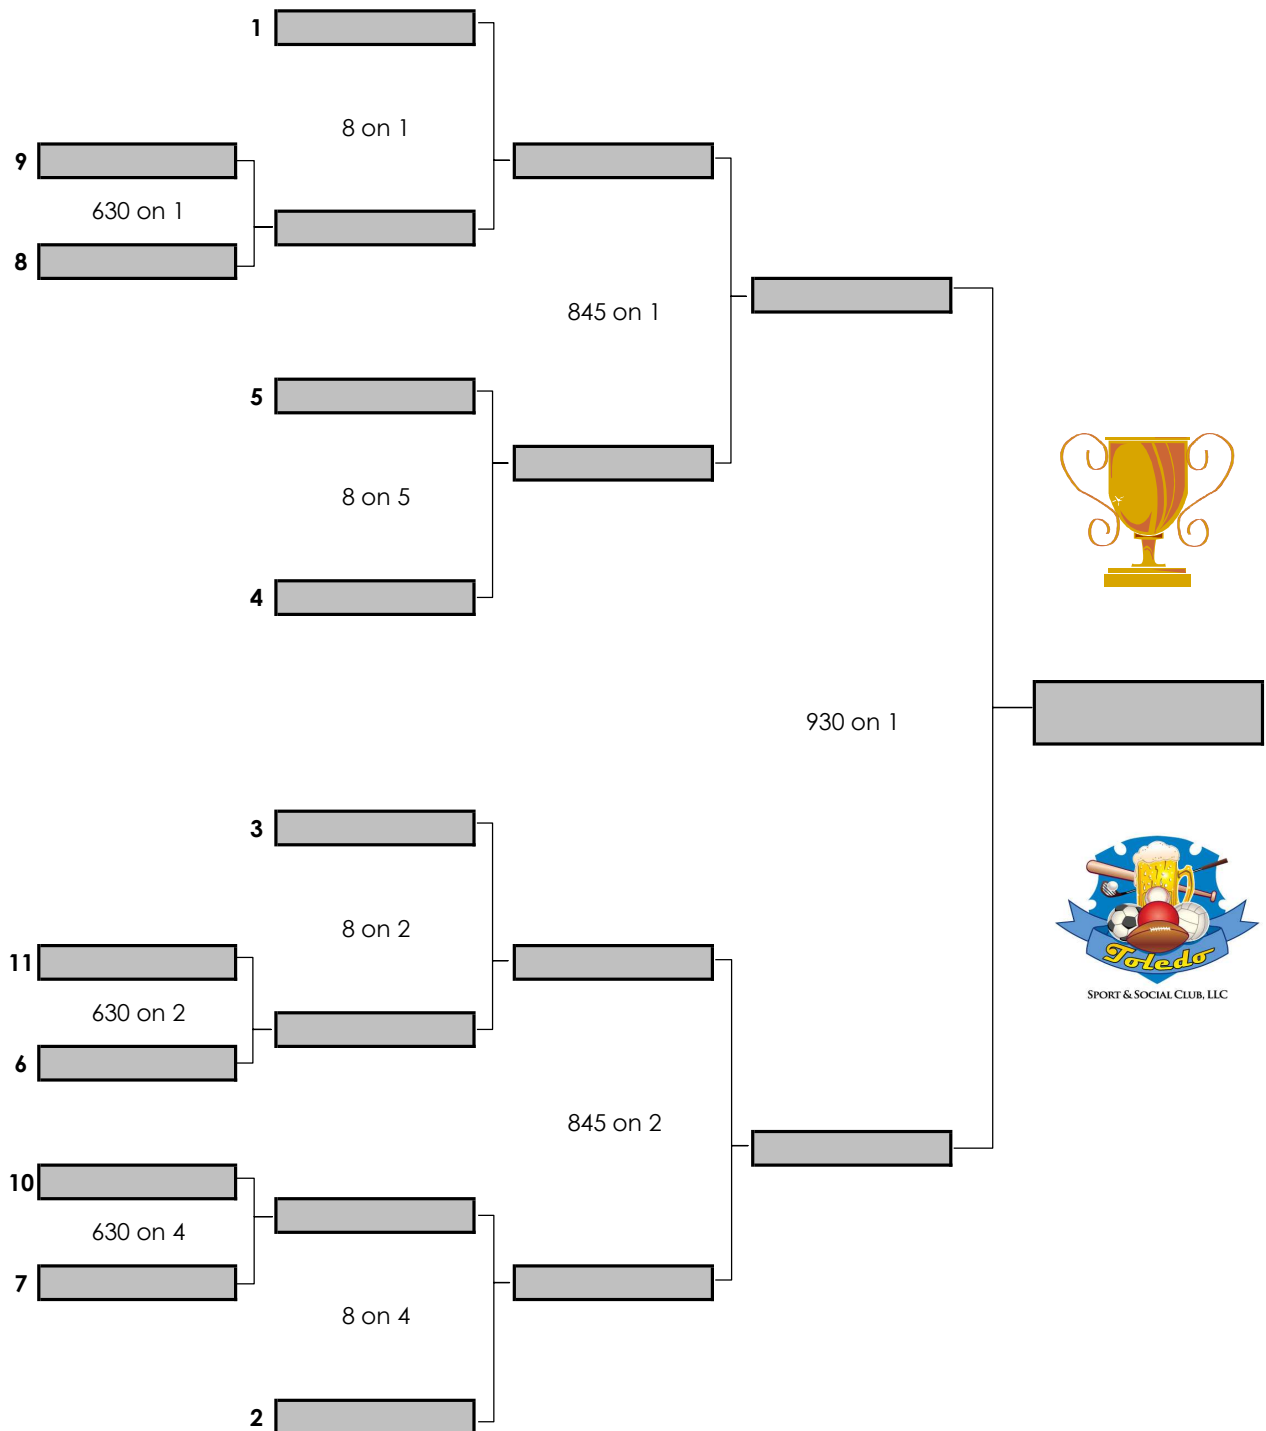 1
8 on 1
9
630 on 1
8
845 on 1
5
8 on 5
4
930 on 1
3
8 on 2
11
630 on 2
6
845 on 2
10
630 on 4
7
8 on 4
2
Toledo
SPORT & SOCIAL CLUB, LLC